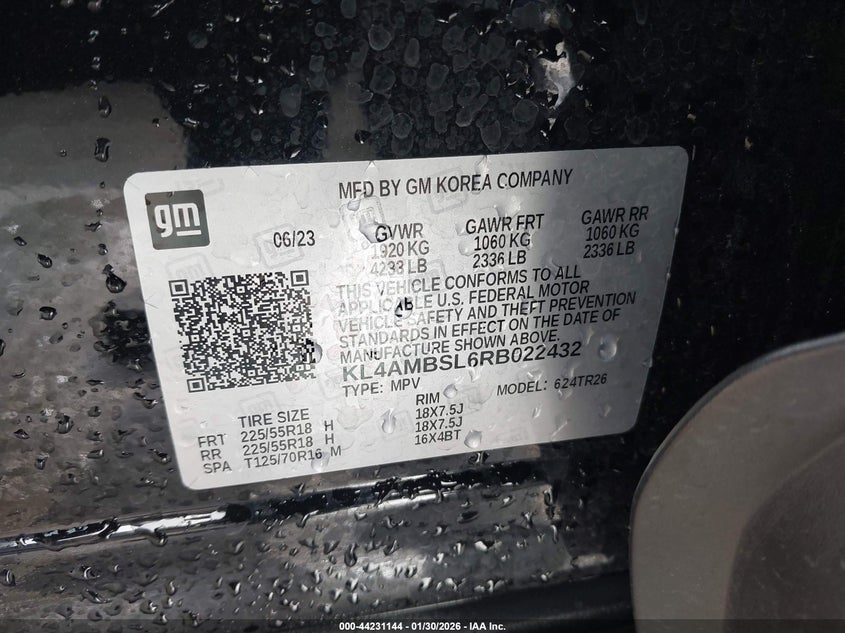 gm
MFD BY GM KOREA COMPANY
06/23
GVWR
1920 KG
4233 LB
GAWR FRT
1060 KG
2336 LB
GAWR RR
1060 KG
2336 LB
THIS VEHICLE CONFORMS TO ALL
APPLICABLE U.S. FEDERAL MOTOR
VEHICLE SAFETY AND THEFT PREVENTION
STANDARDS IN EFFECT ON THE DATE OF
MANUFACTURE SHOWN ABOVE.
KL4AMBSL6RB022432
TYPE: MPV MODEL: 624TR26
TIRE SIZE RIM
FRT 225/55R18 H 18X7.5J
RR 225/55R18 H 18X7.5J
SPA T125/70R16 M 16X4BT
000-44231144 - 01/30/2026 - IAA Inc.